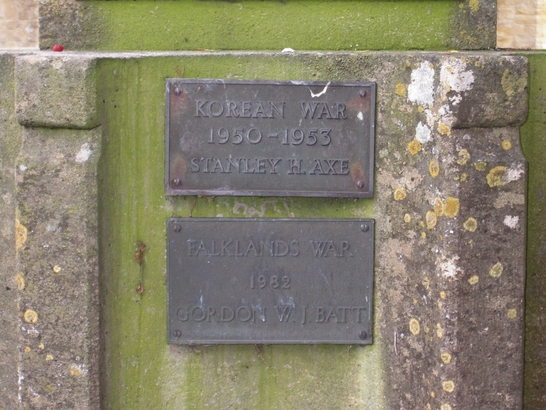 KOREAN WAR
1950-1953
STANLEY H. AXE
FALKLANDS WAR
1982
GORDON W. J. BATT